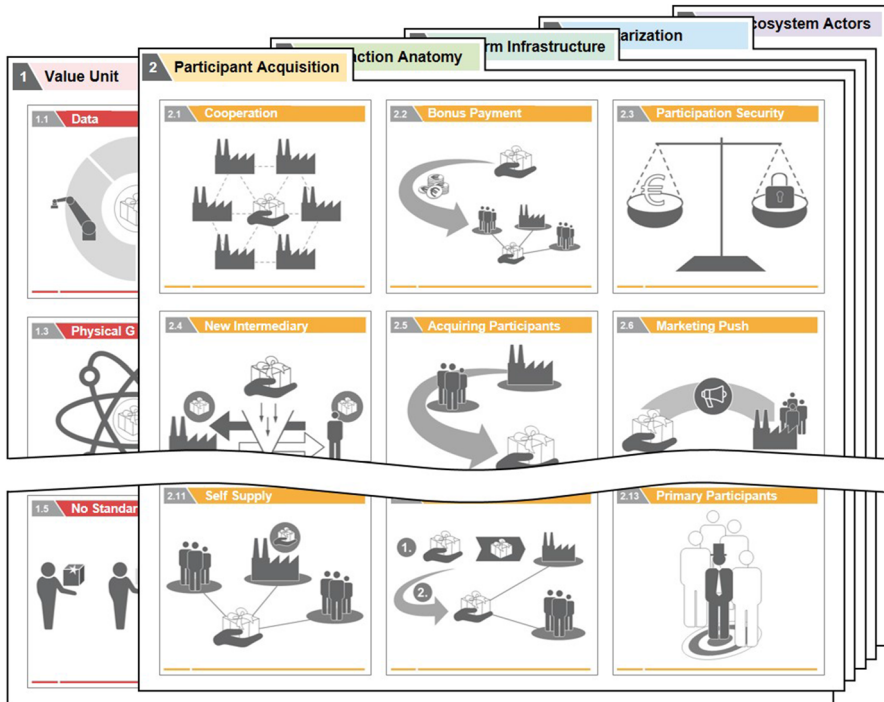 cosystem Actors
arization
rm Infrastructure
action Anatomy
2 Participant Acquisition
1 Value Unit
1.1 Data
2.1 Cooperation
2.2 Bonus Payment
2.3 Participation Security
€
1.3 Physical G
2.4 New Intermediary
2.5 Acquiring Participants
2.6 Marketing Push
1.5 No Standar
2.11 Self Supply
2.13 Primary Participants
1.
2.